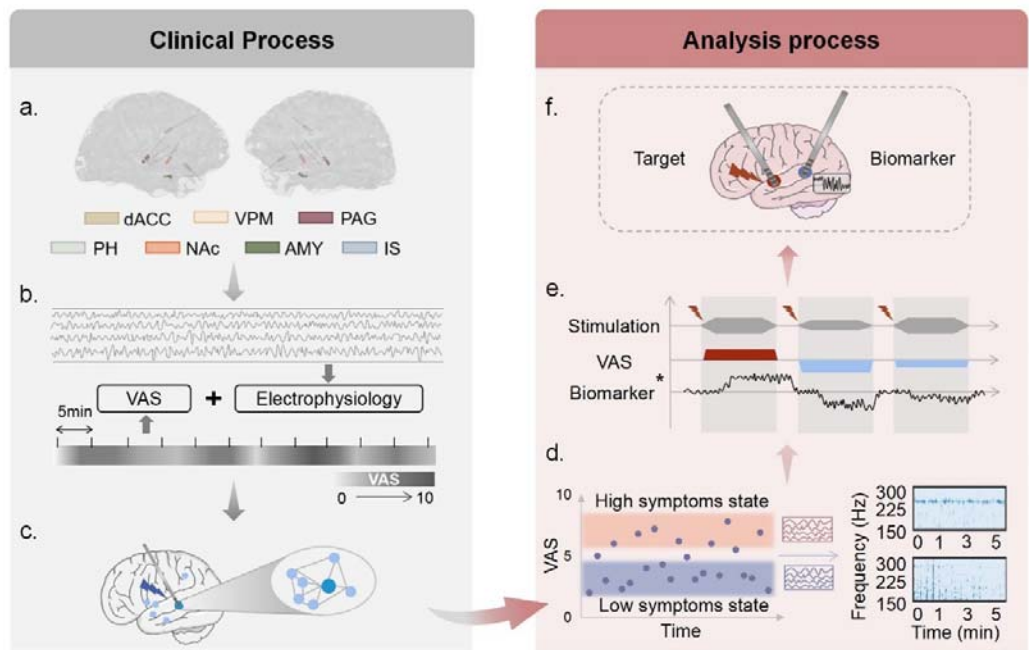 Clinical Process
a.
dACC VPM PAG
PH NAc AMY IS
b.
VAS + Electrophysiology
5min
VAS
0 10
c.
Analysis process
f.
Target Biomarker
e.
Stimulation
VAS
Biomarker *
d.
10
High symptoms state
VAS
5
Low symptoms state
0
Time
300
225
150
0 1 3 5
Frequency (Hz)
300
225
150
0 1 3 5
Time (min)